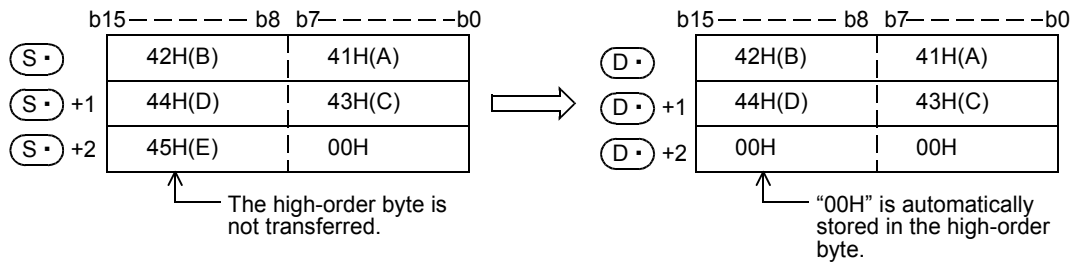 b15— — — — — b8 b7— — — — —b0 b15— — — — — b8 b7— — — — —b0
S · 42H(B) 41H(A) D · 42H(B) 41H(A)
S · +1 44H(D) 43H(C) D · +1 44H(D) 43H(C)
S · +2 45H(E) 00H D · +2 00H 00H
The high-order byte is
not transferred.
“00H” is automatically
stored in the high-order
byte.